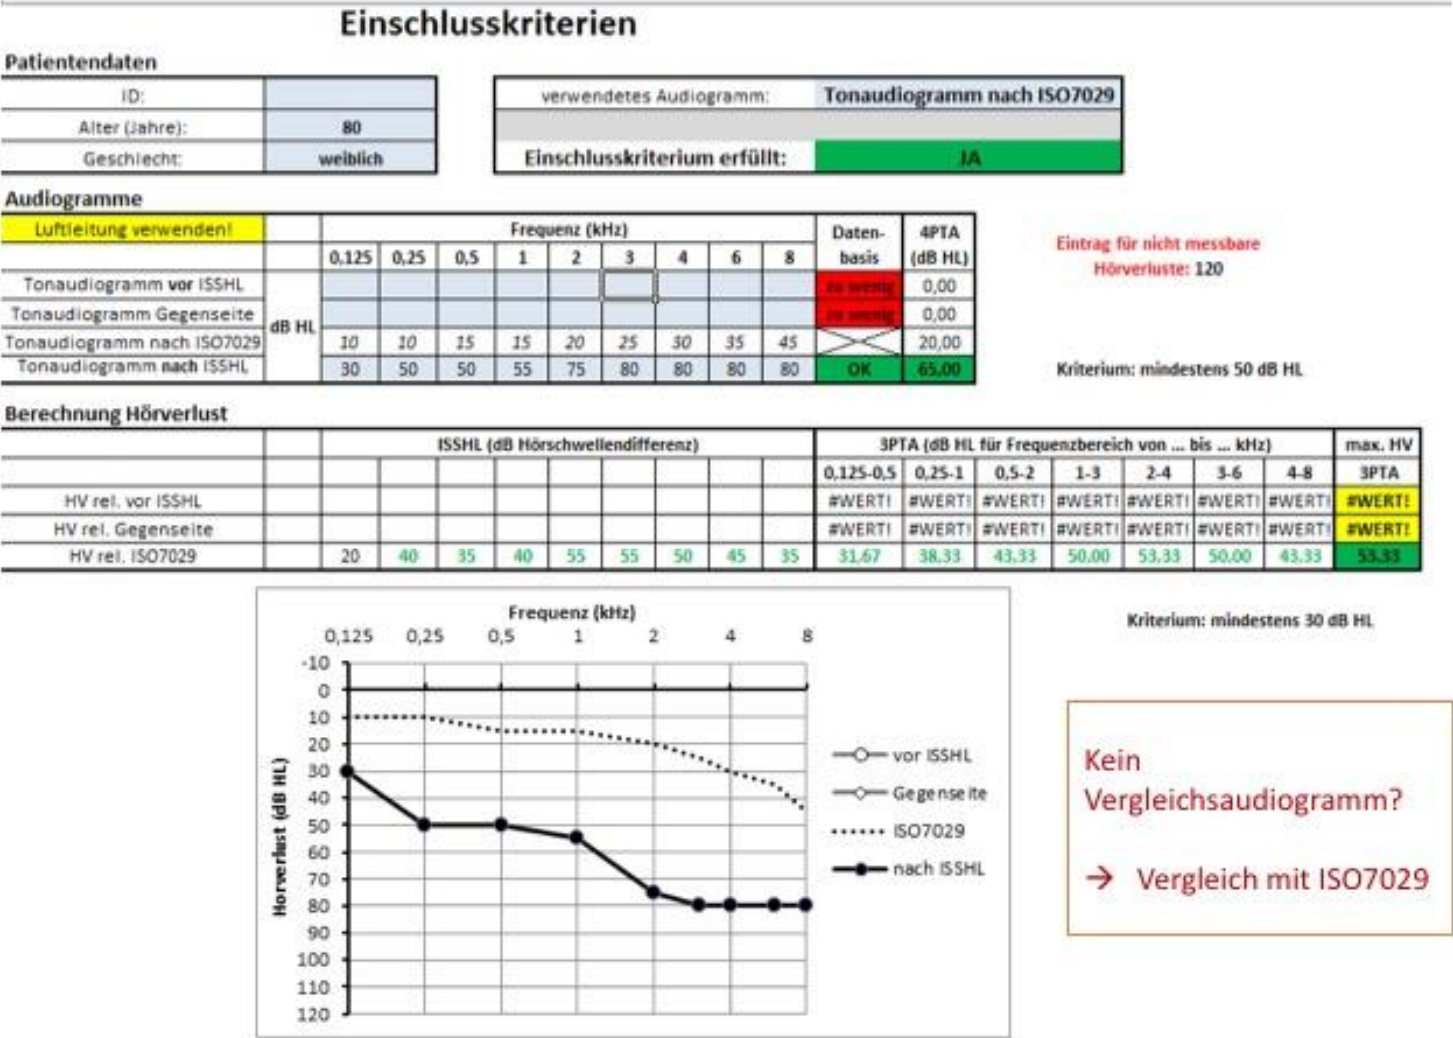 Einschlusskriterien
Patientendaten
ID:
Alter (Jahre): 80
Geschlecht: weiblich
verwendetes Audiogramm: Tonaudiogramm nach ISO7029
Einschlusskriterium erfüllt: JA
Audiogramme
Luftleitung verwenden! Frequenz (kHz) Daten- 4PTA
0,125 0,25 0,5 1 2 3 4 6 8 basis (dB HL)
Tonaudiogramm vor ISSHL zu wenig 0,00
Tonaudiogramm Gegenseite zu wenig 0,00
dB HL
Tonaudiogramm nach ISO7029 10 10 15 15 20 25 30 35 45 20,00
Tonaudiogramm nach ISSHL 30 50 50 55 75 80 80 80 80 OK 65,00
Eintrag für nicht messbare
Hörverluste: 120
Kriterium: mindestens 50 dB HL
Berechnung Hörverlust
ISSHL (dB Hörschwellendifferenz) 3PTA (dB HL für Frequenzbereich von ... bis ... kHz) max. HV
0,125-0,5 0,25-1 0,5-2 1-3 2-4 3-6 4-8 3PTA
HV rel. vor ISSHL #WERT! #WERT! #WERT! #WERT! #WERT! #WERT! #WERT! #WERT!
HV rel. Gegenseite #WERT! #WERT! #WERT! #WERT! #WERT! #WERT! #WERT! #WERT!
HV rel. ISO7029 20 40 35 40 55 55 50 45 35 31,67 38,33 43,33 50,00 53,33 50,00 43,33 53,33
Kriterium: mindestens 30 dB HL
Frequenz (kHz)
0,125 0,25 0,5 1 2 4 8
-10
0
10
20
30
40
50
60
70
80
90
100
110
120
Horverlust (dB HL)
vor ISSHL
Gegenseite
ISO7029
nach ISSHL
Kein
Vergleichsaudiogramm?
→ Vergleich mit ISO7029